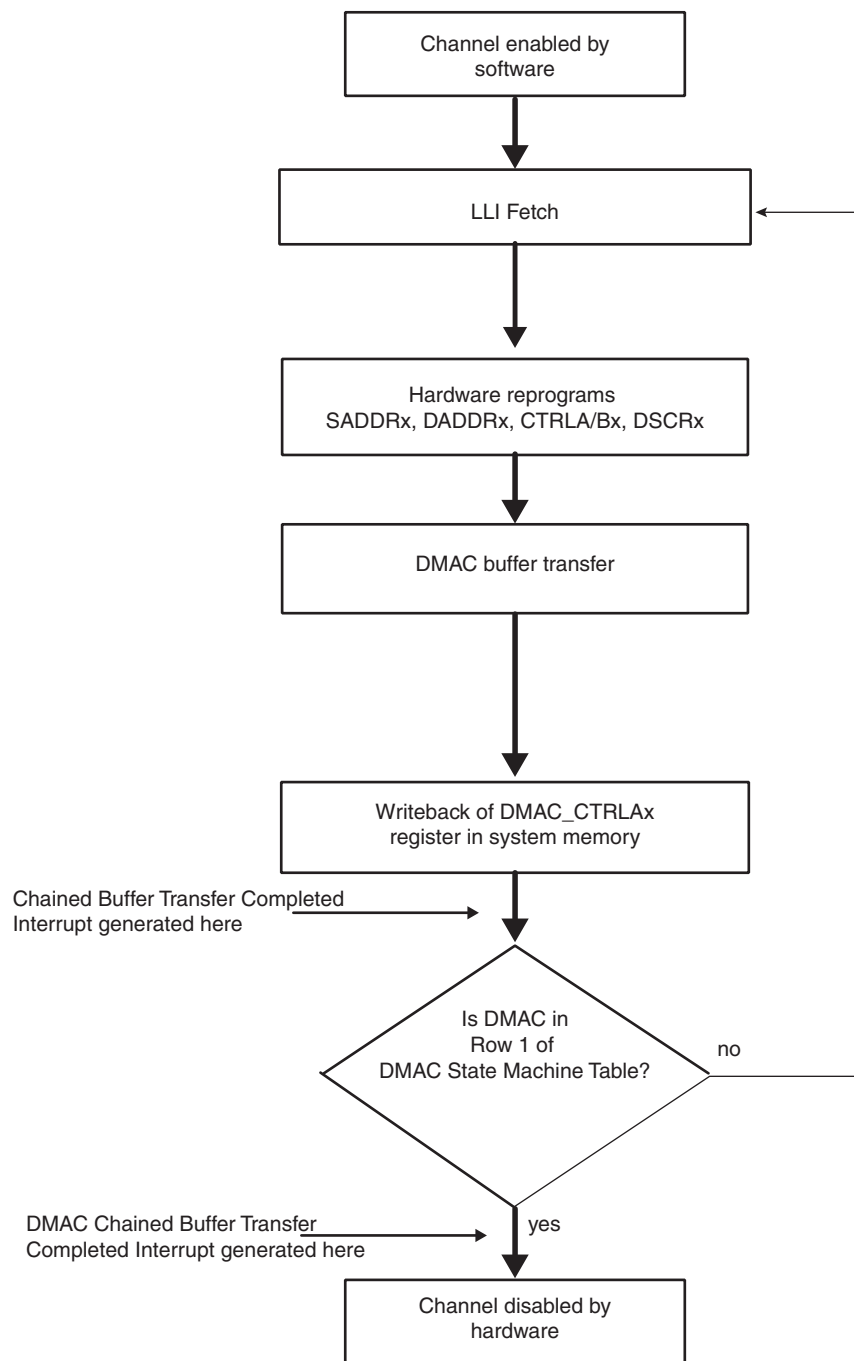 Channel enabled by
software
LLI Fetch
Hardware reprograms
SADDRx, DADDRx, CTRLA/Bx, DSCRx
DMAC buffer transfer
Writeback of DMAC_CTRLAx
register in system memory
Chained Buffer Transfer Completed
Interrupt generated here
Is DMAC in
Row 1 of
DMAC State Machine Table?
no
DMAC Chained Buffer Transfer
Completed Interrupt generated here
yes
Channel disabled by
hardware